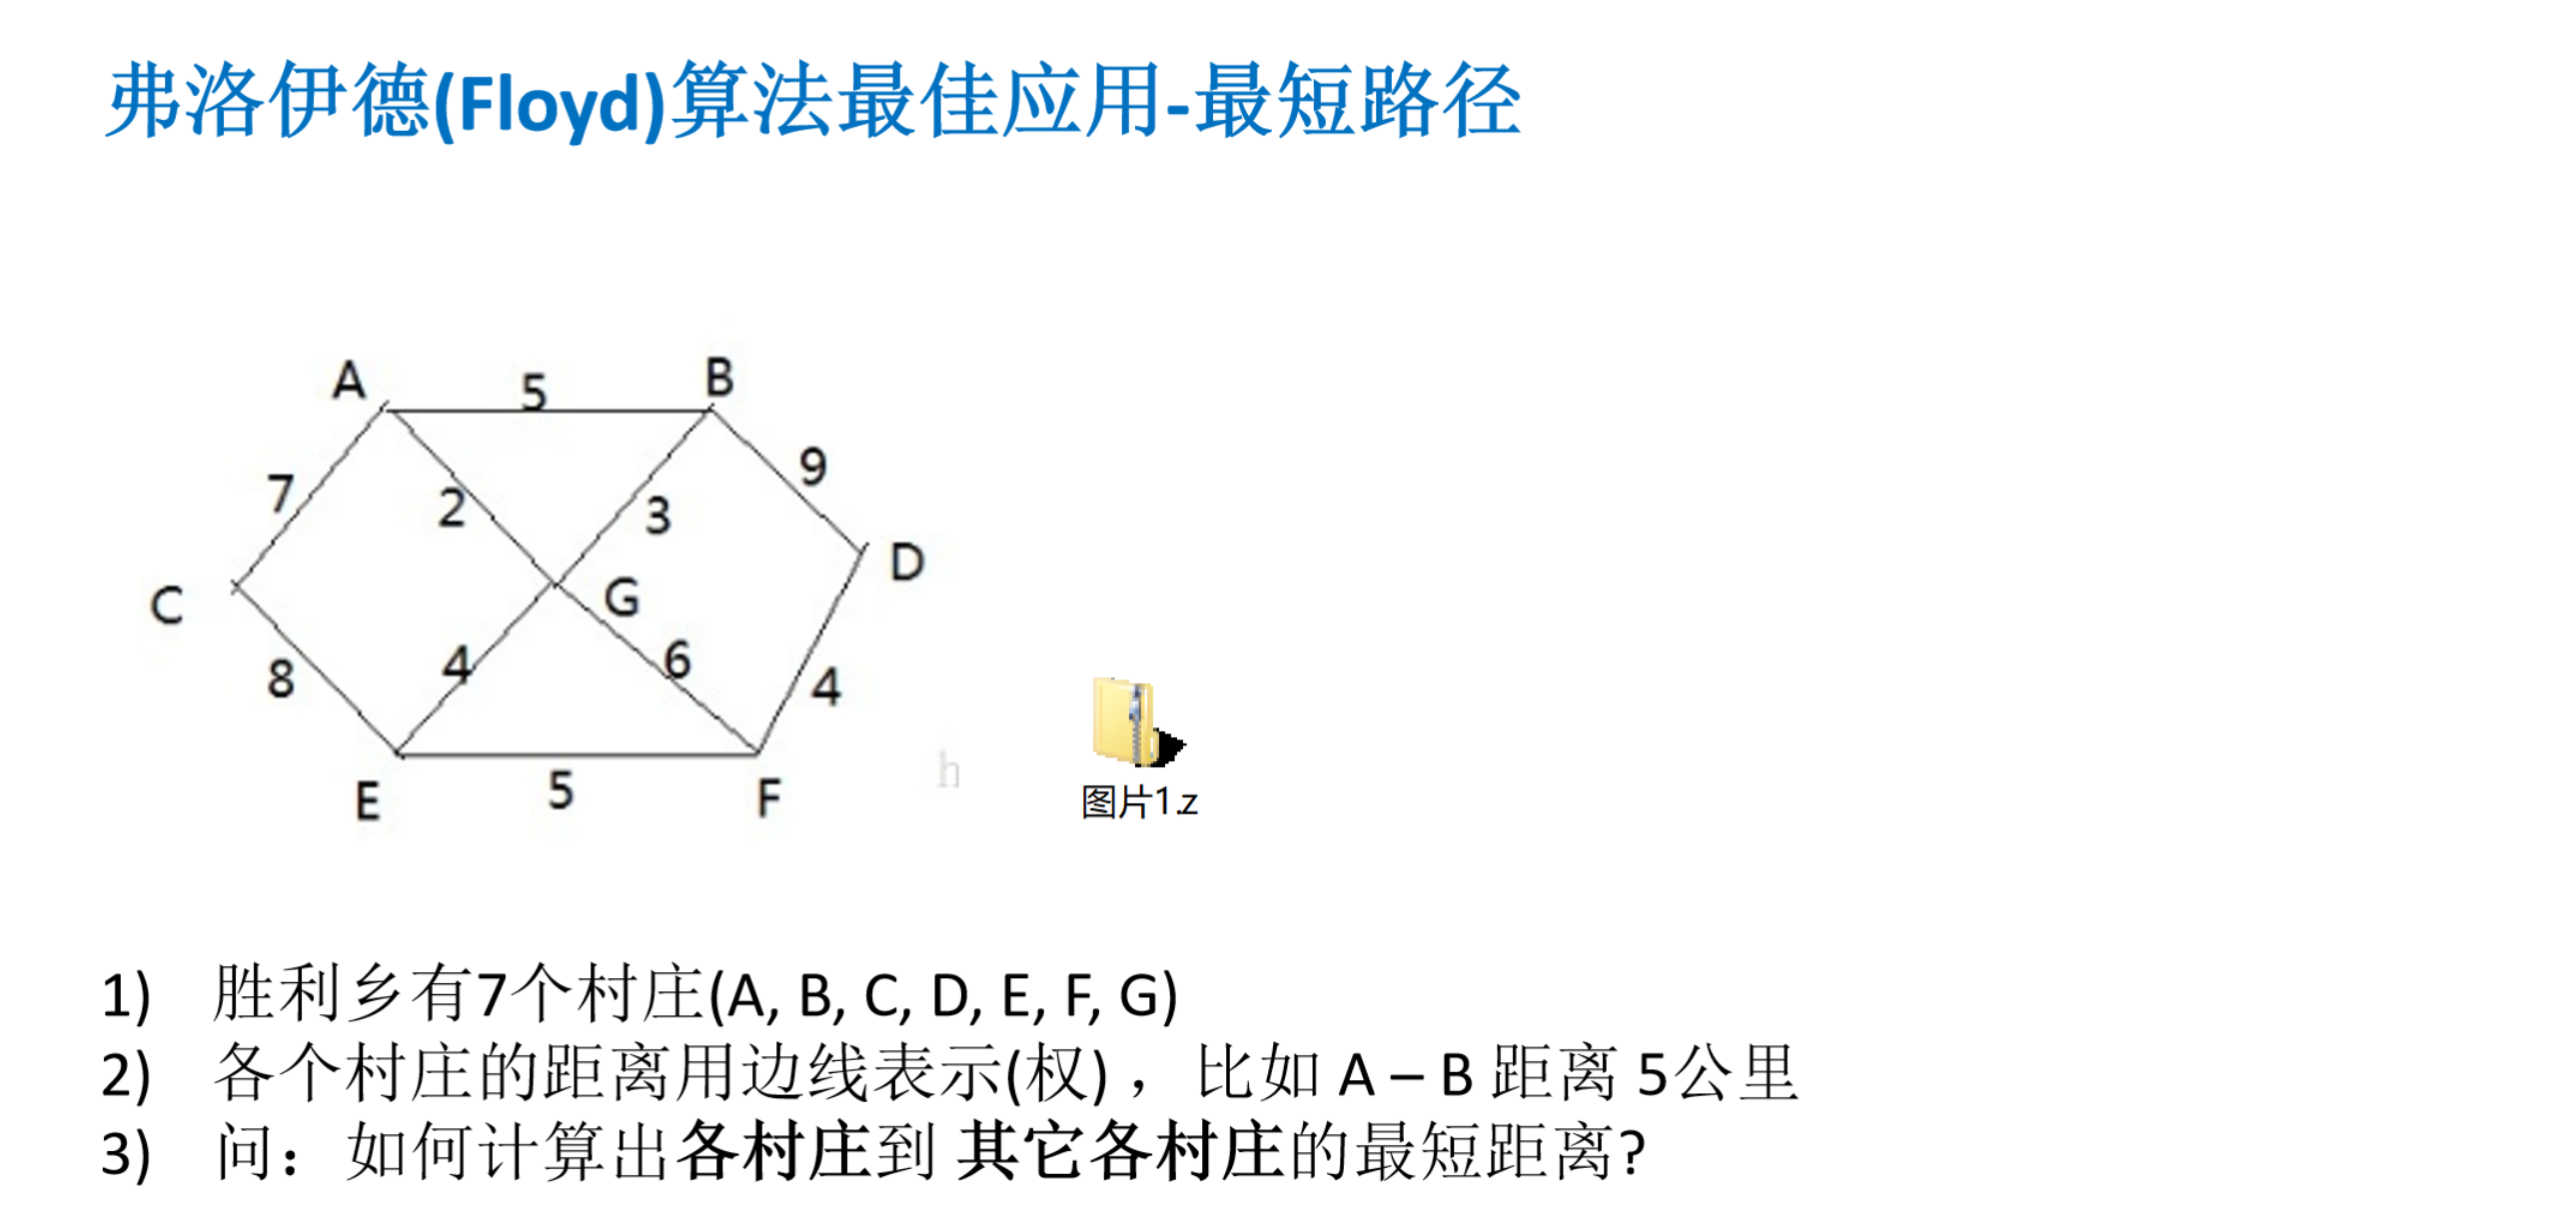 弗洛伊德(Floyd)算法最佳应用-最短路径
A 5 B
7 2 3 9
C G D
8 4 6 4
E 5 F
h
图片1.z
1) 胜利乡有7个村庄(A, B, C, D, E, F, G)
2) 各个村庄的距离用边线表示(权) ，比如 A – B 距离 5公里
3) 问：如何计算出各村庄到 其它各村庄的最短距离?